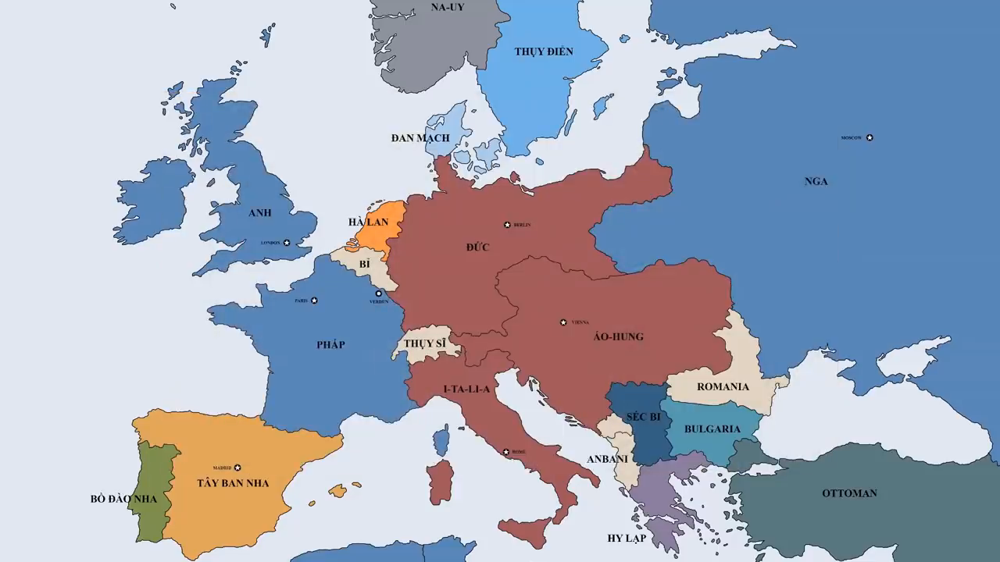 NA-UY
THỤY ĐIỂN
ĐAN MẠCH
MOSCOW
NGA
ANH
HÀ LAN
BERLIN
LONDON
ĐỨC
BỈ
PARIS
VERDUN
VIENNA
ÁO-HUNG
PHÁP
THỤY SĨ
I-TA-LI-A
ROMANIA
SÉC BI
BULGARIA
ROME
ANBANI
MADRID
TÂY BAN NHA
OTTOMAN
BỒ ĐÀO NHA
HY LẠP